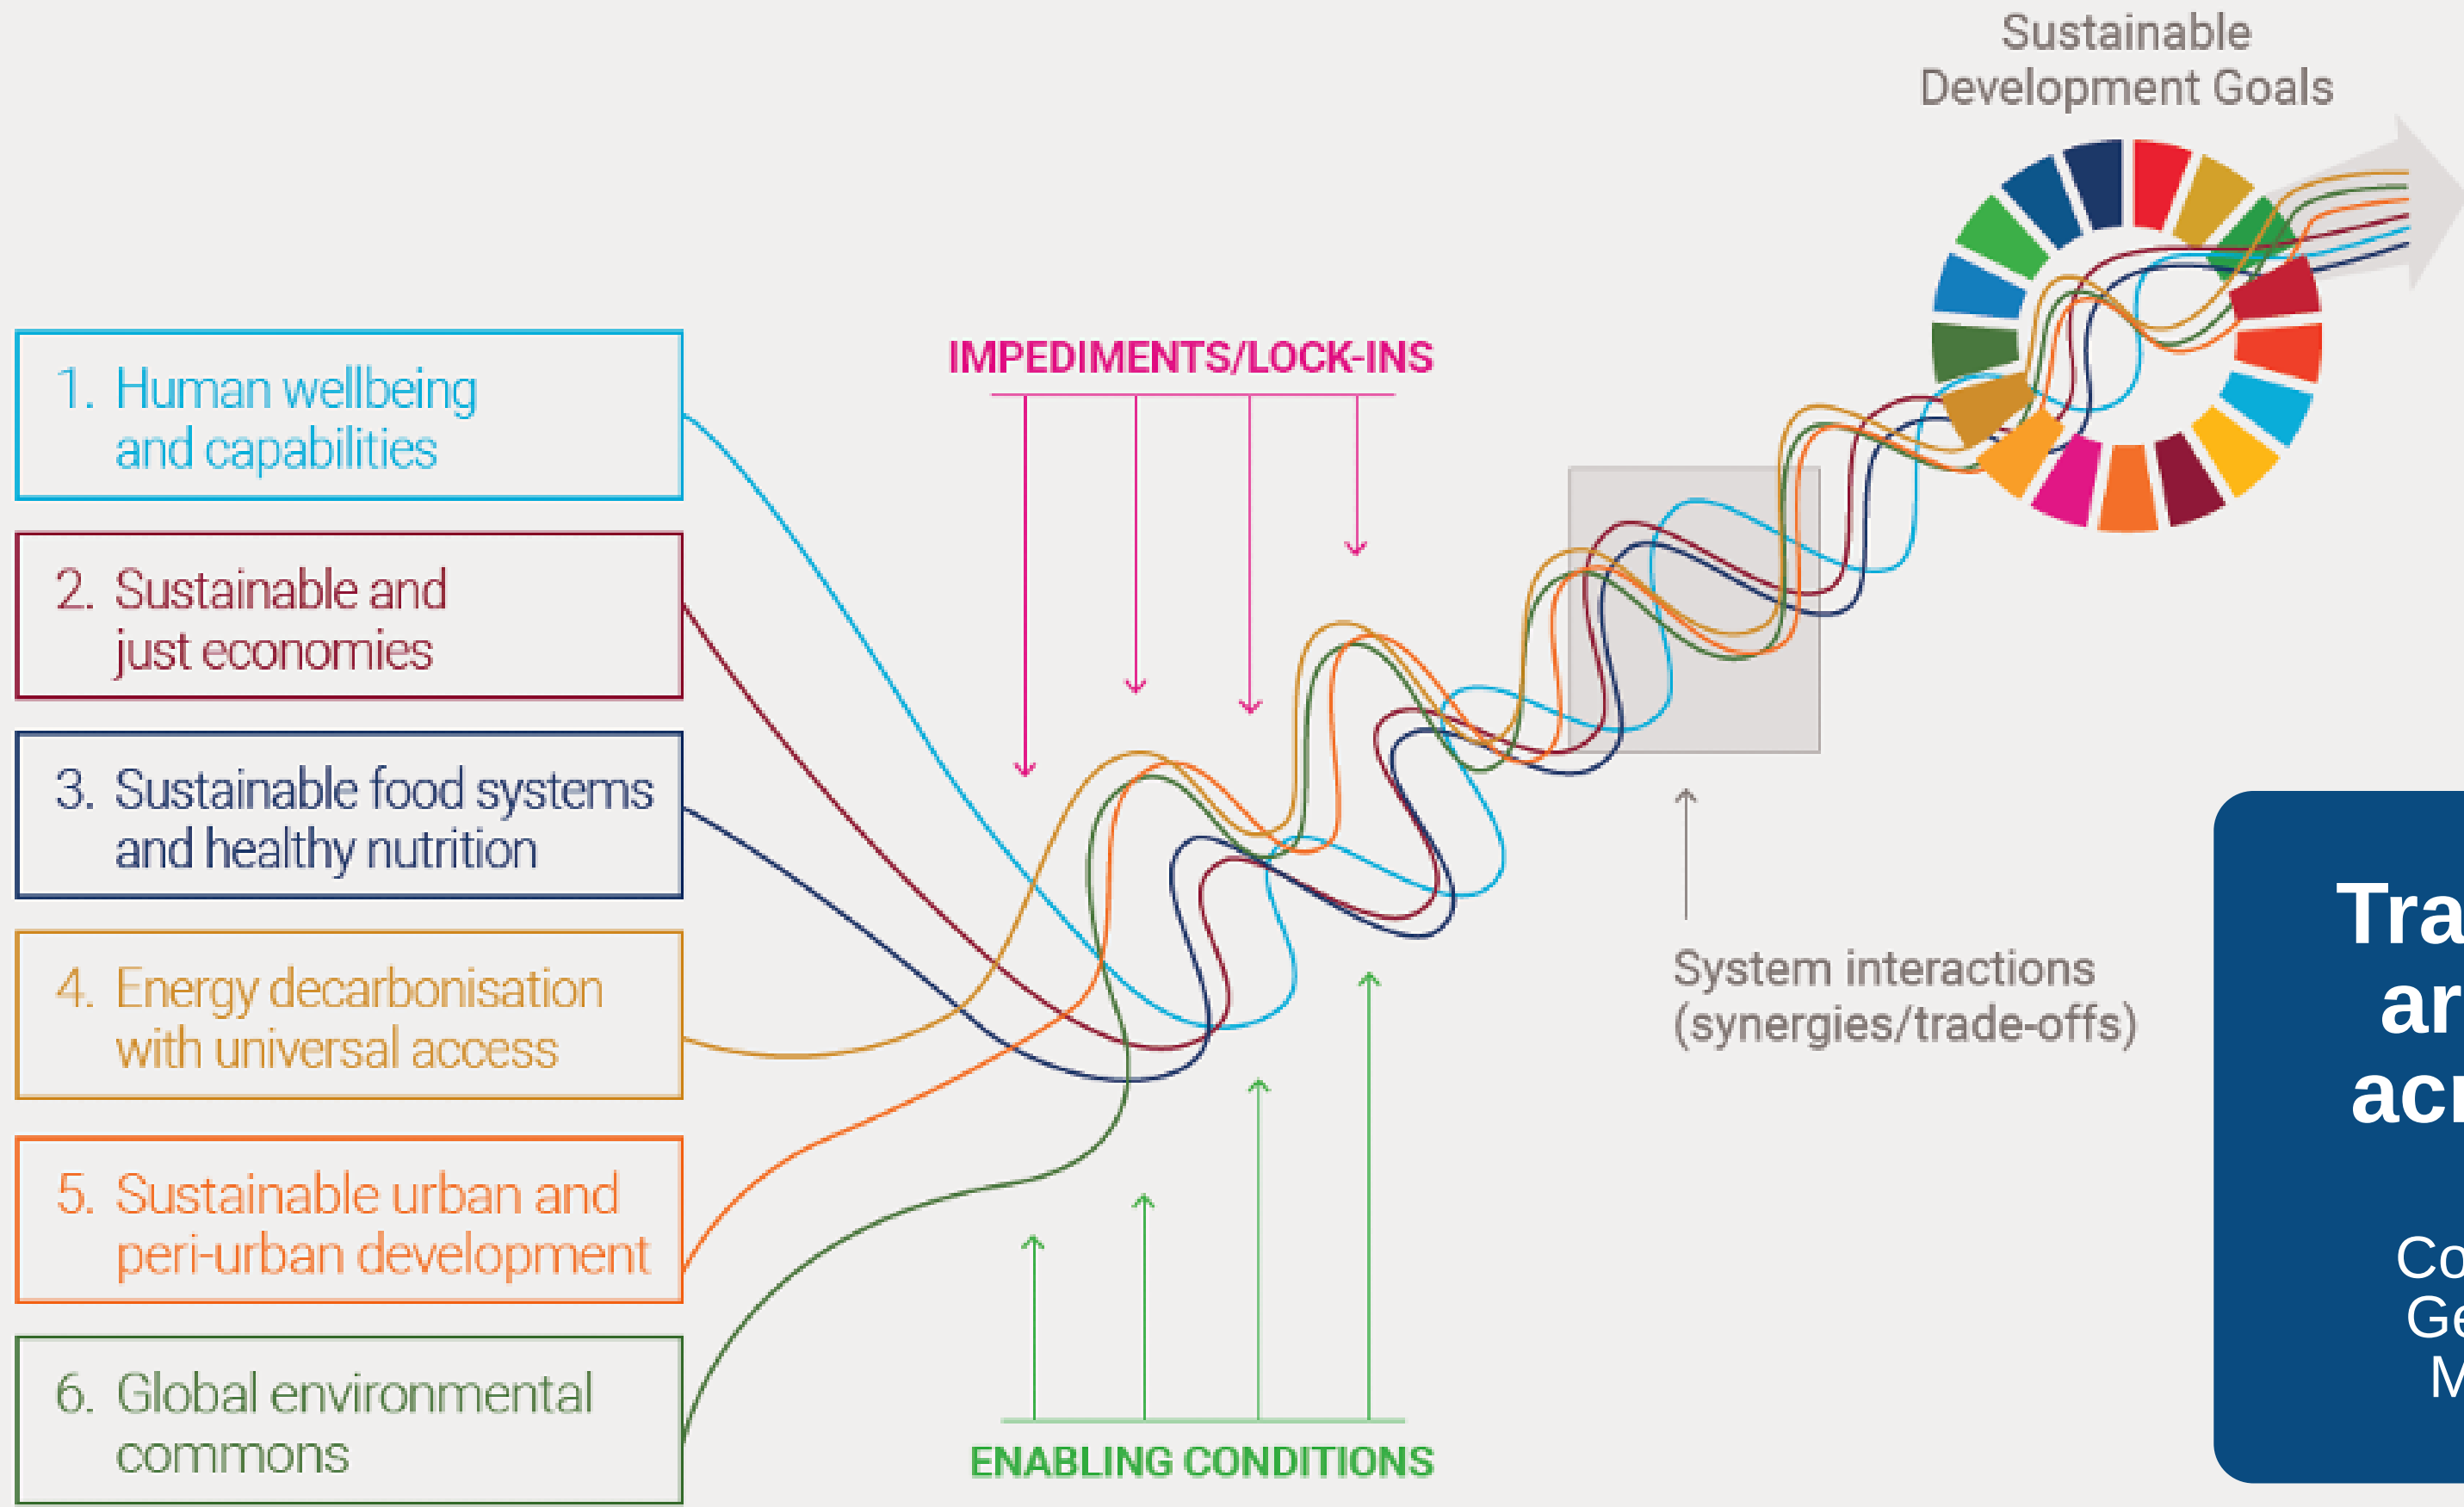 Sustainable
Development Goals
IMPEDIMENTS/LOCK-INS
1. Human wellbeing
and capabilities
2. Sustainable and
just economies
3. Sustainable food systems
and healthy nutrition
4. Energy decarbonisation
with universal access
5. Sustainable urban and
peri-urban development
6. Global environmental
commons
System interactions
(synergies/trade-offs)
ENABLING CONDITIONS